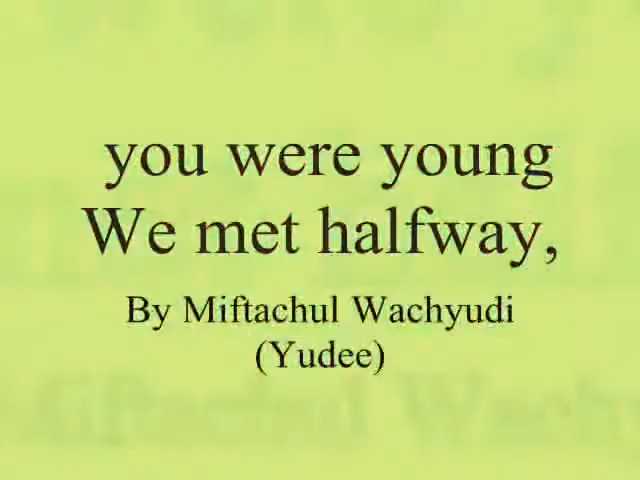 you were young
We met halfway,
By Miftachul Wachyudi
(Yudee)